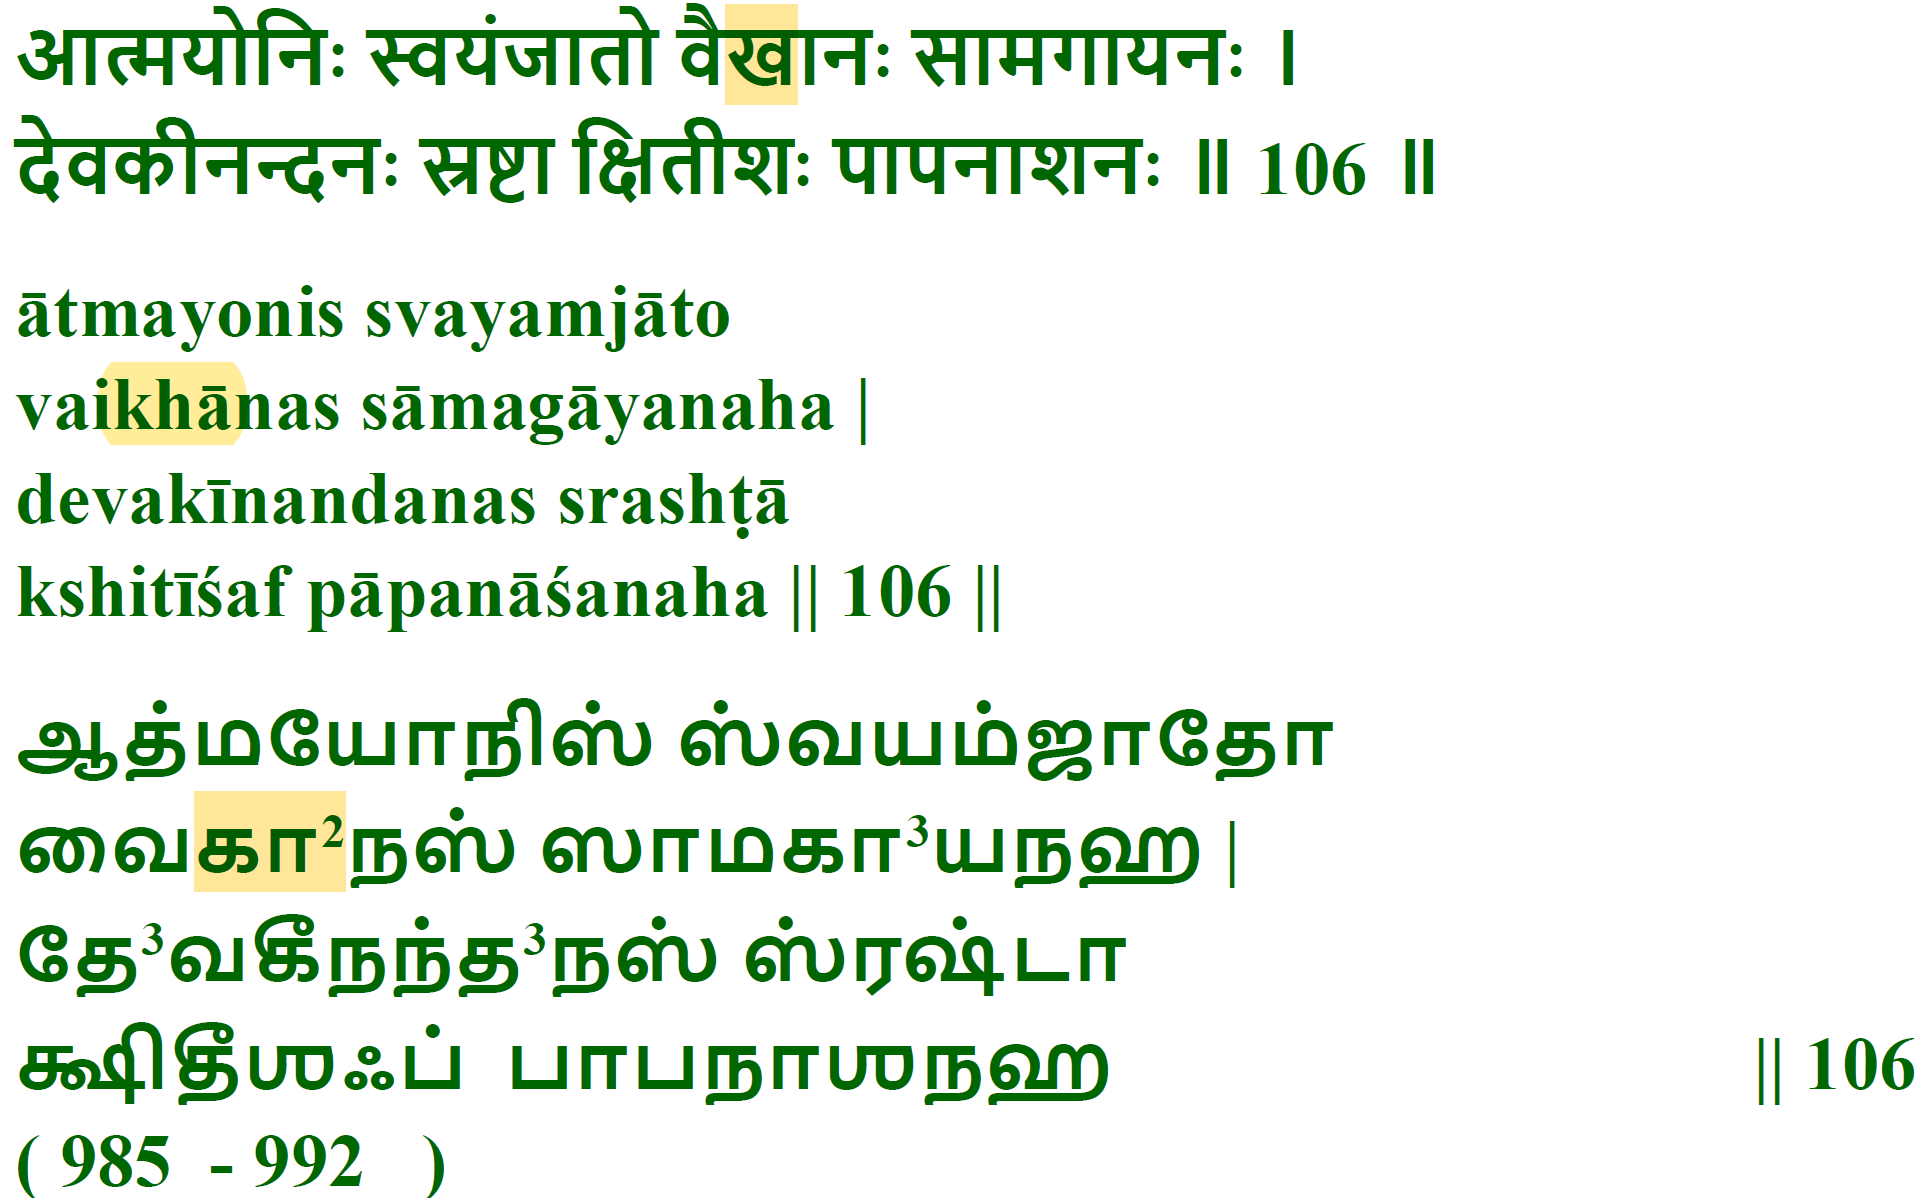 आत्मयोनिः स्वयंजातो वैखानः सामगायनः ।
देवकीनन्दनः स्रष्टा क्षितीशः पापनाशनः ॥ 106 ॥
ātmayonis svayamjāto
vaikhānas sāmagāyanaha |
devakīnandanas srashṭā
kshitīśaf pāpanāśanaha || 106 ||
ஆத்மயோநிஸ் ஸ்வயம்ஜாதோ
வைகா²நஸ் ஸாமகா³யநஹ |
தே³வகீநந்த³நஸ் ஸ்ரஷ்டா
க்ஷிதீஶஃப் பாபநாஶநஹ || 106
( 985 - 992 )